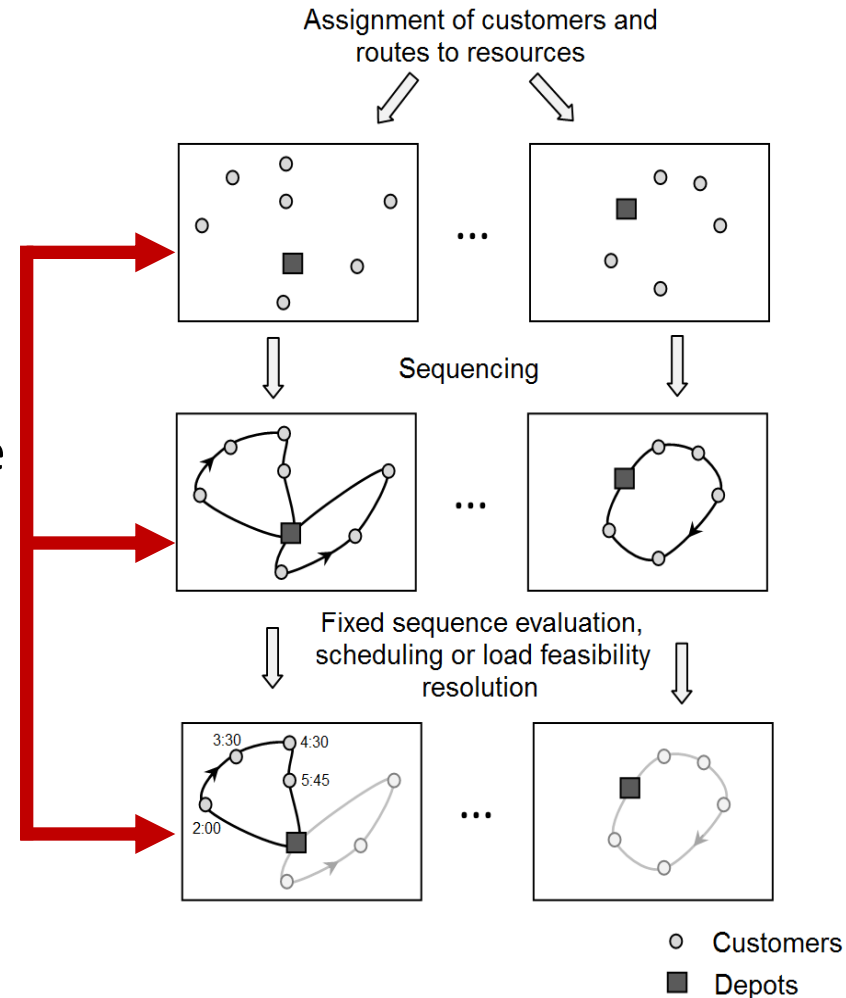 Assignment of customers and
routes to resources
...
Sequencing
e
...
Fixed sequence evaluation,
scheduling or load feasibility
resolution
3:30
4:30
5:45
2:00
...
Customers
Depots